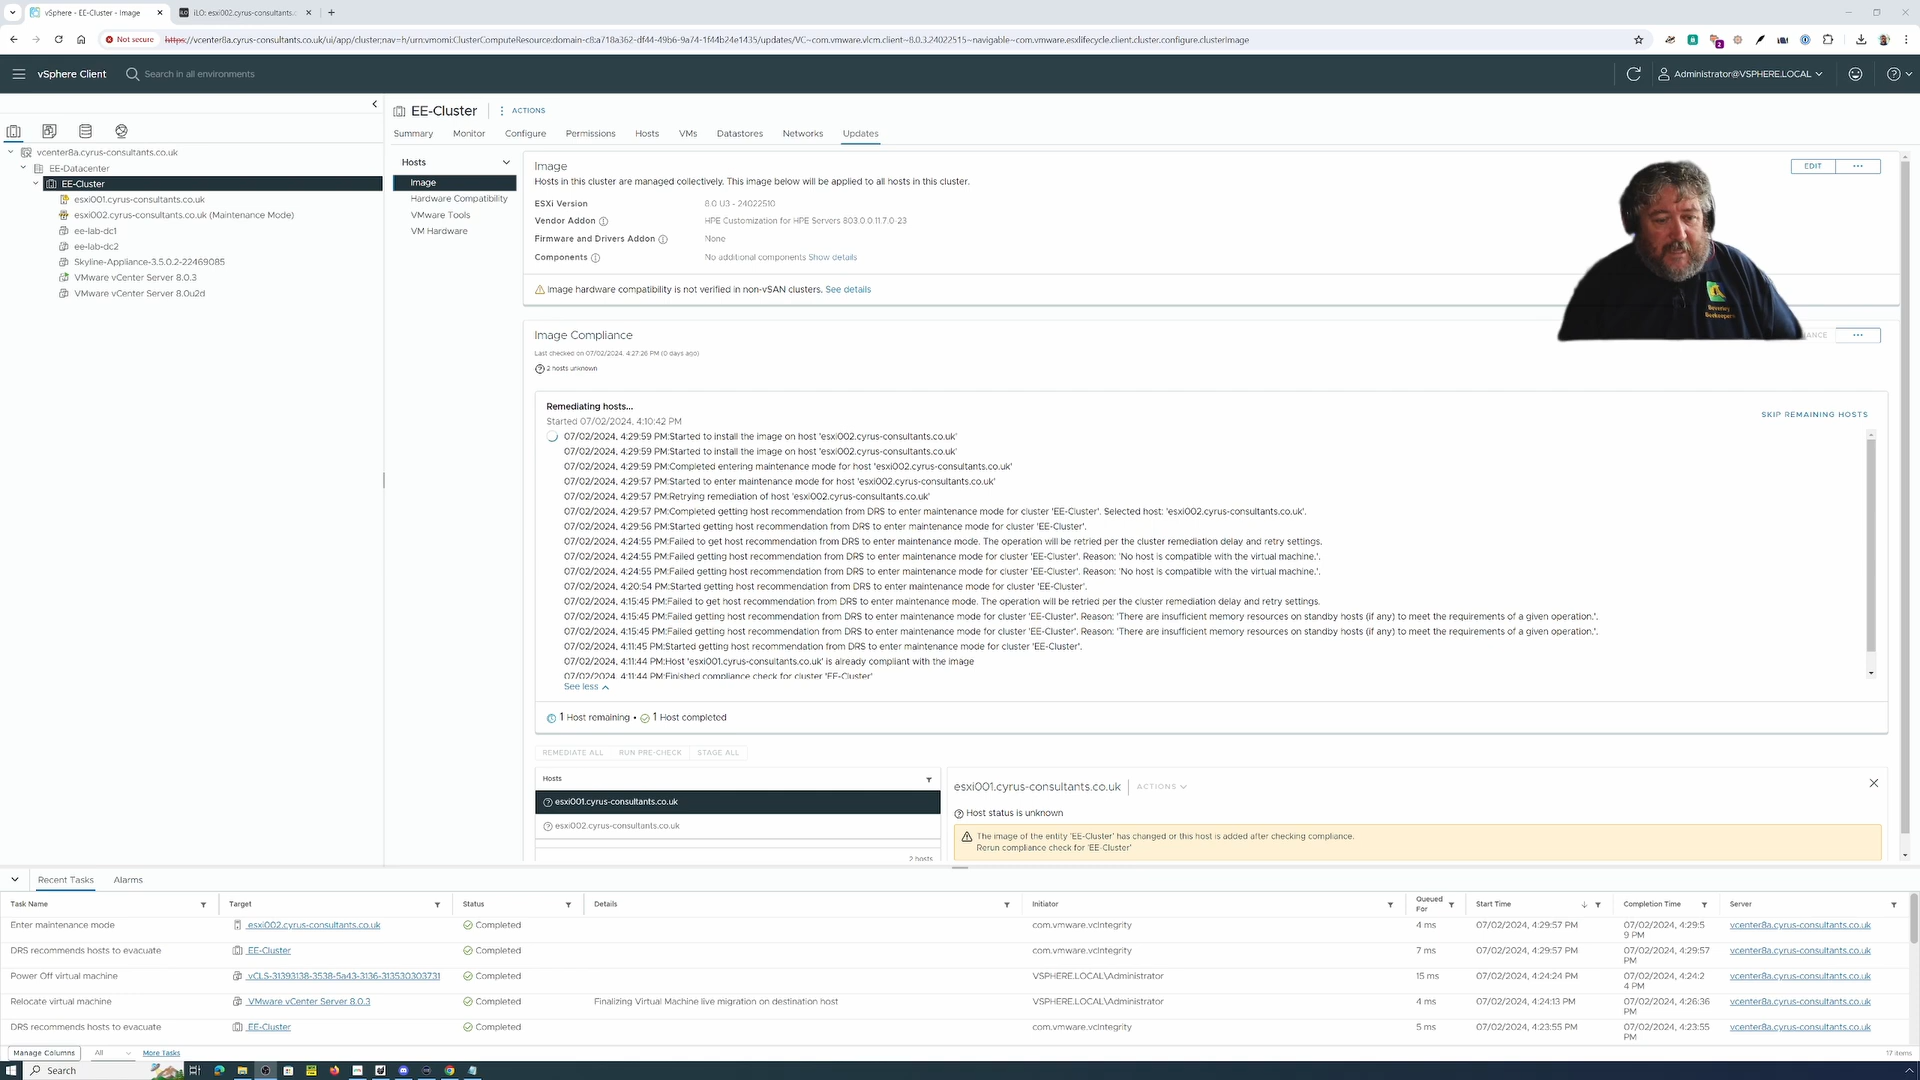 vSphere - EE-Cluster - Image
iLO: esxi002.cyrus-consultants.
Not secure
https://vcenter8a.cyrus-consultants.co.uk/ui/app/cluster;nav=h/urn:vmomi:ClusterComputeResource:domain-c8:a718a362-df44-49b6-9a74-1f44b24e1435/updates/VC~com.vmware.vlcm.client~8.0.3.24022515~navigable~com.vmware.esxlifecycle.client.cluster.configure.clusterImage
vSphere Client
Search in all environments
Administrator@VSPHERE.LOCAL
EE-Cluster
ACTIONS
Summary Monitor Configure Permissions Hosts VMs Datastores Networks Updates
vcenter8a.cyrus-consultants.co.uk
EE-Datacenter
EE-Cluster
esxi001.cyrus-consultants.co.uk
esxi002.cyrus-consultants.co.uk (Maintenance Mode)
ee-lab-dc1
ee-lab-dc2
Skyline-Appliance-3.5.0.2-22469085
VMware vCenter Server 8.0.3
VMware vCenter Server 8.0u2d
Hosts
Image
Hardware Compatibility
VMware Tools
VM Hardware
Image
EDIT
Hosts in this cluster are managed collectively. This image below will be applied to all hosts in this cluster.
ESXi Version 8.0 U3 - 24022510
Vendor Addon HPE Customization for HPE Servers 803.0.0.11.7.0-23
Firmware and Drivers Addon None
Components No additional components Show details
Image hardware compatibility is not verified in non-vSAN clusters. See details
Beverley
Beekeepers
Image Compliance
Last checked on 07/02/2024, 4:27:26 PM (0 days ago)
2 hosts unknown
Remediating hosts...
SKIP REMAINING HOSTS
Started 07/02/2024, 4:10:42 PM
07/02/2024, 4:29:59 PM:Started to install the image on host 'esxi002.cyrus-consultants.co.uk'
07/02/2024, 4:29:59 PM:Started to install the image on host 'esxi002.cyrus-consultants.co.uk'
07/02/2024, 4:29:59 PM:Completed entering maintenance mode for host 'esxi002.cyrus-consultants.co.uk'
07/02/2024, 4:29:57 PM:Started to enter maintenance mode for host 'esxi002.cyrus-consultants.co.uk'
07/02/2024, 4:29:57 PM:Retrying remediation of host 'esxi002.cyrus-consultants.co.uk'
07/02/2024, 4:29:57 PM:Completed getting host recommendation from DRS to enter maintenance mode for cluster 'EE-Cluster'. Selected host: 'esxi002.cyrus-consultants.co.uk'.
07/02/2024, 4:29:56 PM:Started getting host recommendation from DRS to enter maintenance mode for cluster 'EE-Cluster'.
07/02/2024, 4:24:55 PM:Failed to get host recommendation from DRS to enter maintenance mode. The operation will be retried per the cluster remediation delay and retry settings.
07/02/2024, 4:24:55 PM:Failed getting host recommendation from DRS to enter maintenance mode for cluster 'EE-Cluster'. Reason: 'No host is compatible with the virtual machine.'.
07/02/2024, 4:24:55 PM:Failed getting host recommendation from DRS to enter maintenance mode for cluster 'EE-Cluster'. Reason: 'No host is compatible with the virtual machine.'.
07/02/2024, 4:20:54 PM:Started getting host recommendation from DRS to enter maintenance mode for cluster 'EE-Cluster'.
07/02/2024, 4:15:45 PM:Failed to get host recommendation from DRS to enter maintenance mode. The operation will be retried per the cluster remediation delay and retry settings.
07/02/2024, 4:15:45 PM:Failed getting host recommendation from DRS to enter maintenance mode for cluster 'EE-Cluster'. Reason: 'There are insufficient memory resources on standby hosts (if any) to meet the requirements of a given operation.'.
07/02/2024, 4:15:45 PM:Failed getting host recommendation from DRS to enter maintenance mode for cluster 'EE-Cluster'. Reason: 'There are insufficient memory resources on standby hosts (if any) to meet the requirements of a given operation.'.
07/02/2024, 4:11:45 PM:Started getting host recommendation from DRS to enter maintenance mode for cluster 'EE-Cluster'.
07/02/2024, 4:11:44 PM:Host 'esxi001.cyrus-consultants.co.uk' is already compliant with the image
07/02/2024, 4:11:44 PM:Finished compliance check for cluster 'EE-Cluster'
See less
1 Host remaining • 1 Host completed
REMEDIATE ALL RUN PRE-CHECK STAGE ALL
Hosts
esxi001.cyrus-consultants.co.uk
esxi002.cyrus-consultants.co.uk
2 hosts
esxi001.cyrus-consultants.co.uk
ACTIONS
Host status is unknown
The image of the entity 'EE-Cluster' has changed or this host is added after checking compliance.
Rerun compliance check for 'EE-Cluster'
Recent Tasks Alarms
Task Name Target Status Details Initiator Queued For Start Time Completion Time Server
Enter maintenance mode esxi002.cyrus-consultants.co.uk Completed com.vmware.vcIntegrity 4 ms 07/02/2024, 4:29:57 PM 07/02/2024, 4:29:59 PM vcenter8a.cyrus-consultants.co.uk
DRS recommends hosts to evacuate EE-Cluster Completed com.vmware.vcIntegrity 7 ms 07/02/2024, 4:29:57 PM 07/02/2024, 4:29:57 PM vcenter8a.cyrus-consultants.co.uk
Power Off virtual machine vCLS-31393138-3538-5a43-3136-313530303731 Completed VSPHERE.LOCAL\Administrator 15 ms 07/02/2024, 4:24:24 PM 07/02/2024, 4:24:24 PM vcenter8a.cyrus-consultants.co.uk
Relocate virtual machine VMware vCenter Server 8.0.3 Completed Finalizing Virtual Machine live migration on destination host VSPHERE.LOCAL\Administrator 4 ms 07/02/2024, 4:24:13 PM 07/02/2024, 4:26:36 PM vcenter8a.cyrus-consultants.co.uk
DRS recommends hosts to evacuate EE-Cluster Completed com.vmware.vcIntegrity 5 ms 07/02/2024, 4:23:55 PM 07/02/2024, 4:23:55 PM vcenter8a.cyrus-consultants.co.uk
Manage Columns All More Tasks
17 items
Search